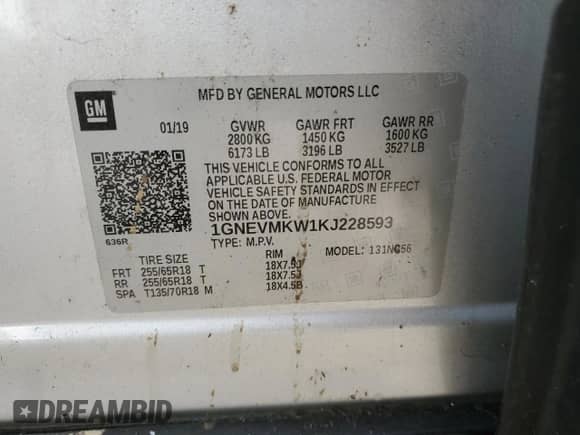 GM
MFD BY GENERAL MOTORS LLC
01/19 GVWR GAWR FRT GAWR RR
2800 KG 1450 KG 1600 KG
6173 LB 3196 LB 3527 LB
THIS VEHICLE CONFORMS TO ALL
APPLICABLE U.S. FEDERAL MOTOR
VEHICLE SAFETY STANDARDS IN EFFECT
ON THE DATE OF MANUFACTURE
SHOWN ABOVE.
636R
1GNEVMKW1KJ228593
TYPE: M.P.V. MODEL: 131NC56
TIRE SIZE RIM
FRT 255/65R18 T 18X7.5J
RR 255/65R18 T 18X7.5J
SPA T135/70R18 M 18X4.5B
DREAMBID